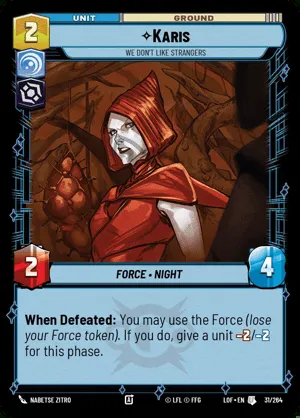 2
UNIT
GROUND
✧Karis
WE DON'T LIKE STRANGERS
2
4
FORCE • NIGHT
When Defeated: You may use the Force (lose
your Force token). If you do, give a unit -2/-2
for this phase.
NABETSE ZITRO
© LFL © FFG
LOF • EN
31/264